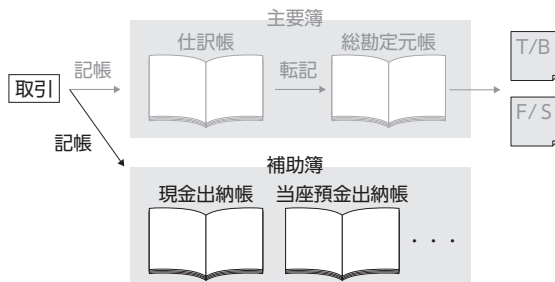 主要簿
仕訳帳
総勘定元帳
T/B
取引
記帳
転記
F/S
記帳
補助簿
現金出納帳
当座預金出納帳
・・・